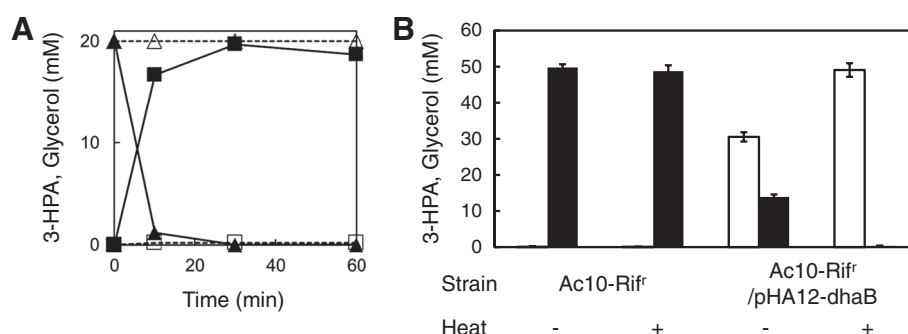 A
3-HPA, Glycerol (mM)
20
10
0
0 20 40 60
Time (min)
B
3-HPA, Glycerol (mM)
60
50
40
30
20
10
0
Strain Ac10-Rifʳ Ac10-Rifʳ
/pHA12-dhaB
Heat - + - +